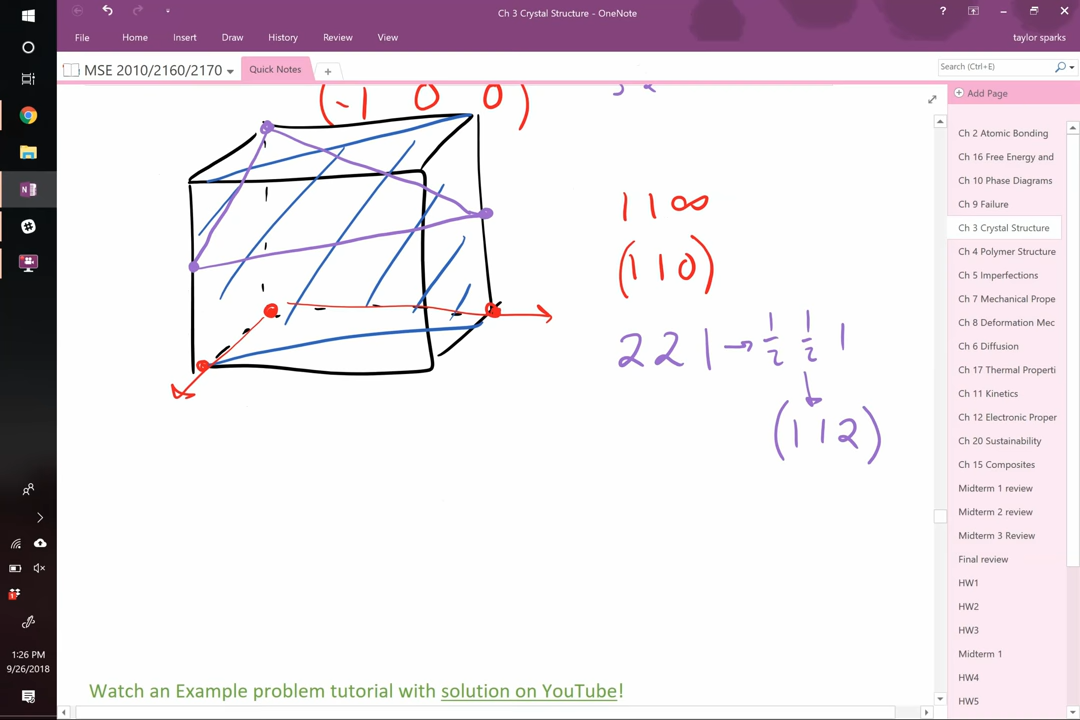 Ch 3 Crystal Structure - OneNote
? taylor sparks
File Home Insert Draw History Review View
MSE 2010/2160/2170 Quick Notes +
Search (Ctrl+E)
Add Page
Ch 2 Atomic Bonding
Ch 16 Free Energy and
Ch 10 Phase Diagrams
Ch 9 Failure
Ch 3 Crystal Structure
Ch 4 Polymer Structure
Ch 5 Imperfections
Ch 7 Mechanical Prope
Ch 8 Deformation Mec
Ch 6 Diffusion
Ch 17 Thermal Properti
Ch 11 Kinetics
Ch 12 Electronic Proper
Ch 20 Sustainability
Ch 15 Composites
Midterm 1 review
Midterm 2 review
Midterm 3 Review
Final review
HW1
HW2
HW3
Midterm 1
HW4
HW5
(-1 0 0)
1 1 ∞
(1 1 0)
2 2 1 → 1/2 1/2 1
↓
(1 1 2)
Watch an Example problem tutorial with solution on YouTube!
1:26 PM
9/26/2018